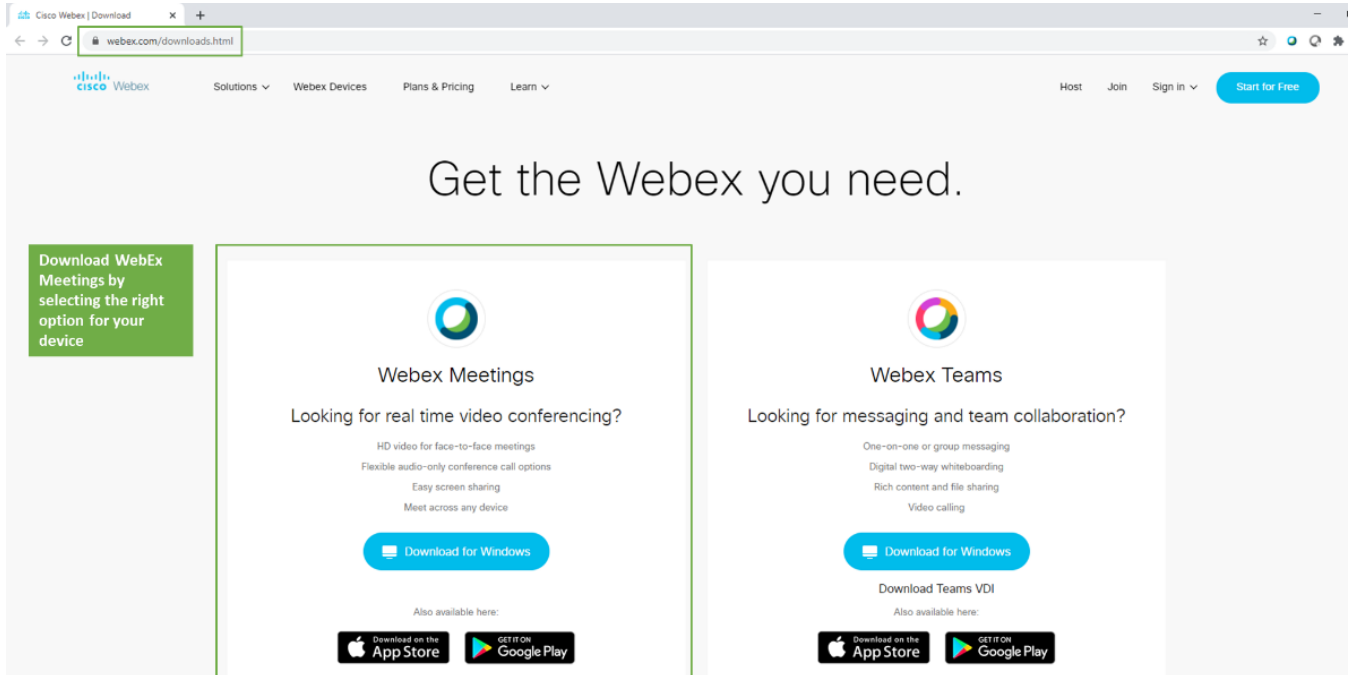 Cisco Webex | Download
webex.com/downloads.html
cisco Webex
Solutions
Webex Devices
Plans & Pricing
Learn
Host
Join
Sign in
Start for Free
Get the Webex you need.
Download WebEx
Meetings by
selecting the right
option for your
device
Webex Meetings
Looking for real time video conferencing?
HD video for face-to-face meetings
Flexible audio-only conference call options
Easy screen sharing
Meet across any device
Download for Windows
Also available here:
Download on the
App Store
GET IT ON
Google Play
Webex Teams
Looking for messaging and team collaboration?
One-on-one or group messaging
Digital two-way whiteboarding
Rich content and file sharing
Video calling
Download for Windows
Download Teams VDI
Also available here:
Download on the
App Store
GET IT ON
Google Play